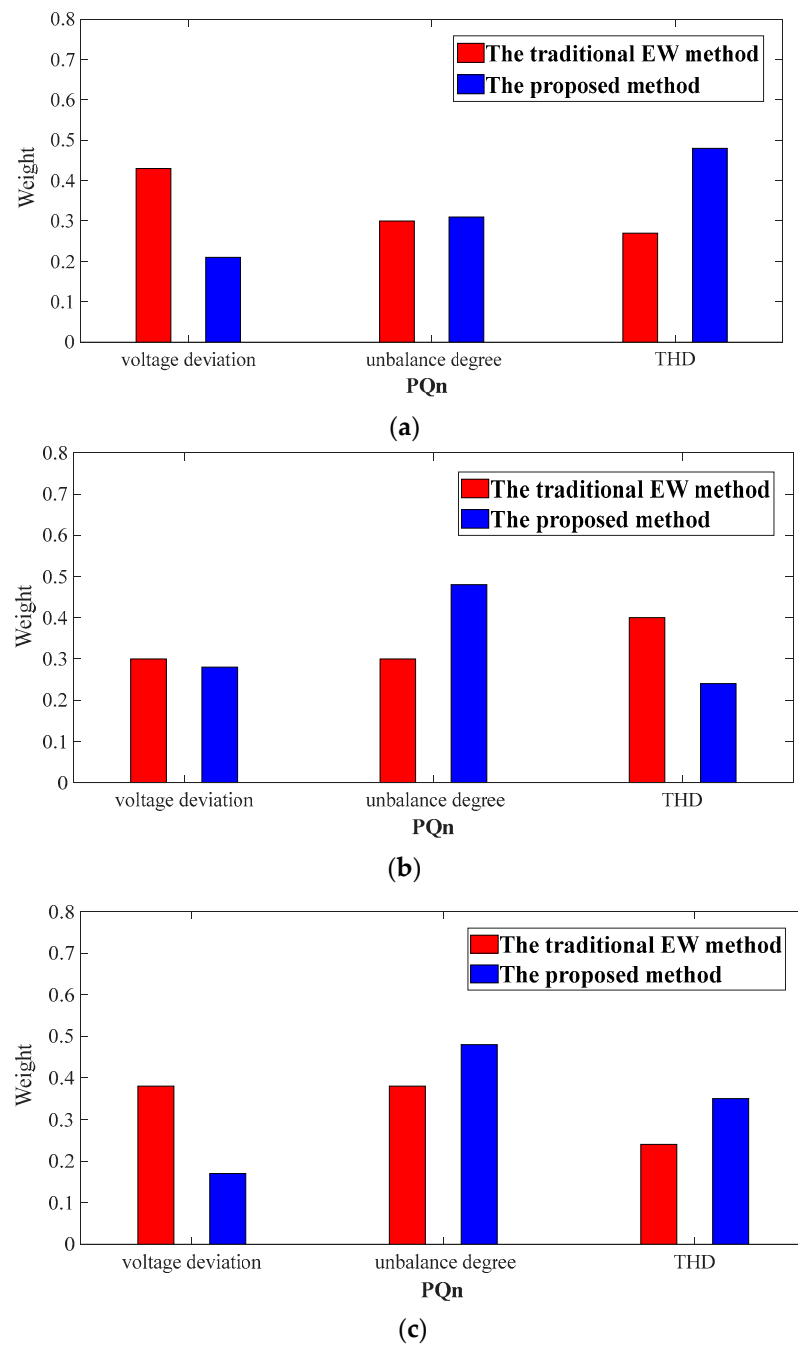 0.8
0.7
0.6
0.5
0.4
0.3
0.2
0.1
0
Weight
The traditional EW method
The proposed method
voltage deviation unbalance degree THD
PQn
(a)
0.8
0.7
0.6
0.5
0.4
0.3
0.2
0.1
0
Weight
The traditional EW method
The proposed method
voltage deviation unbalance degree THD
PQn
(b)
0.8
0.7
0.6
0.5
0.4
0.3
0.2
0.1
0
Weight
The traditional EW method
The proposed method
voltage deviation unbalance degree THD
PQn
(c)